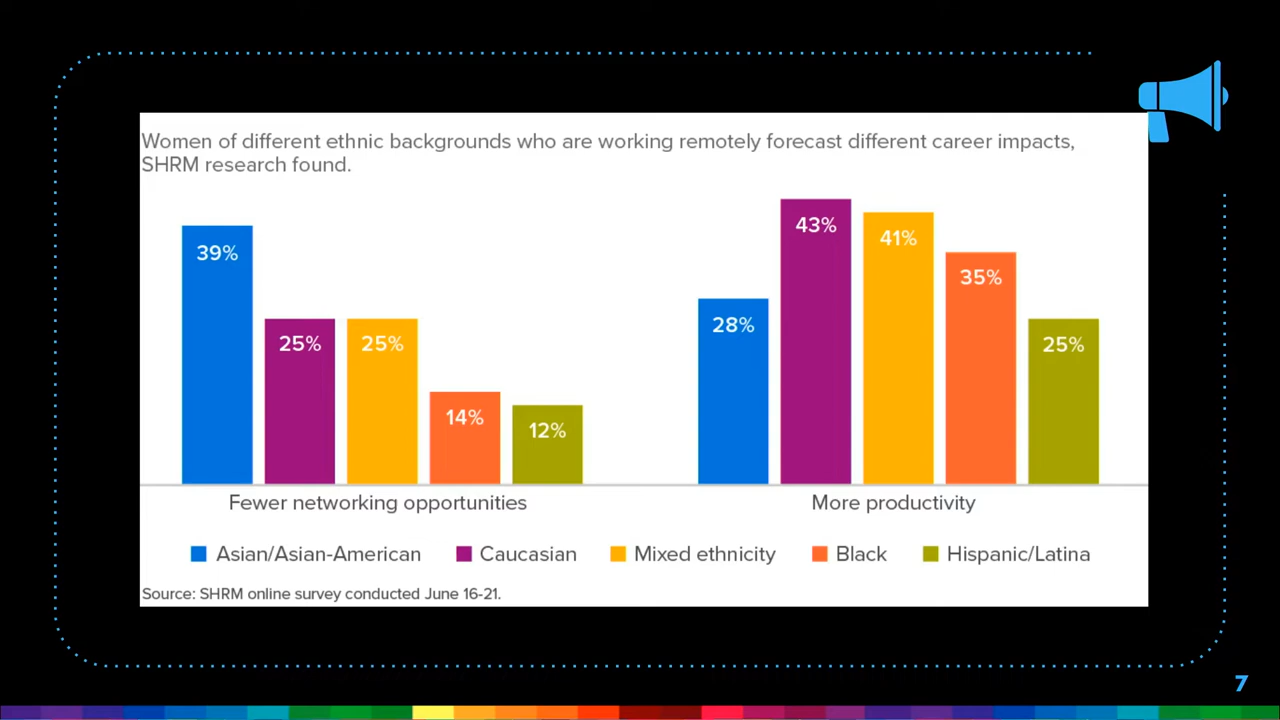 Women of different ethnic backgrounds who are working remotely forecast different career impacts,
SHRM research found.
39%
25%
25%
14%
12%
28%
43%
41%
35%
25%
Fewer networking opportunities
More productivity
Asian/Asian-American
Caucasian
Mixed ethnicity
Black
Hispanic/Latina
Source: SHRM online survey conducted June 16-21.
7